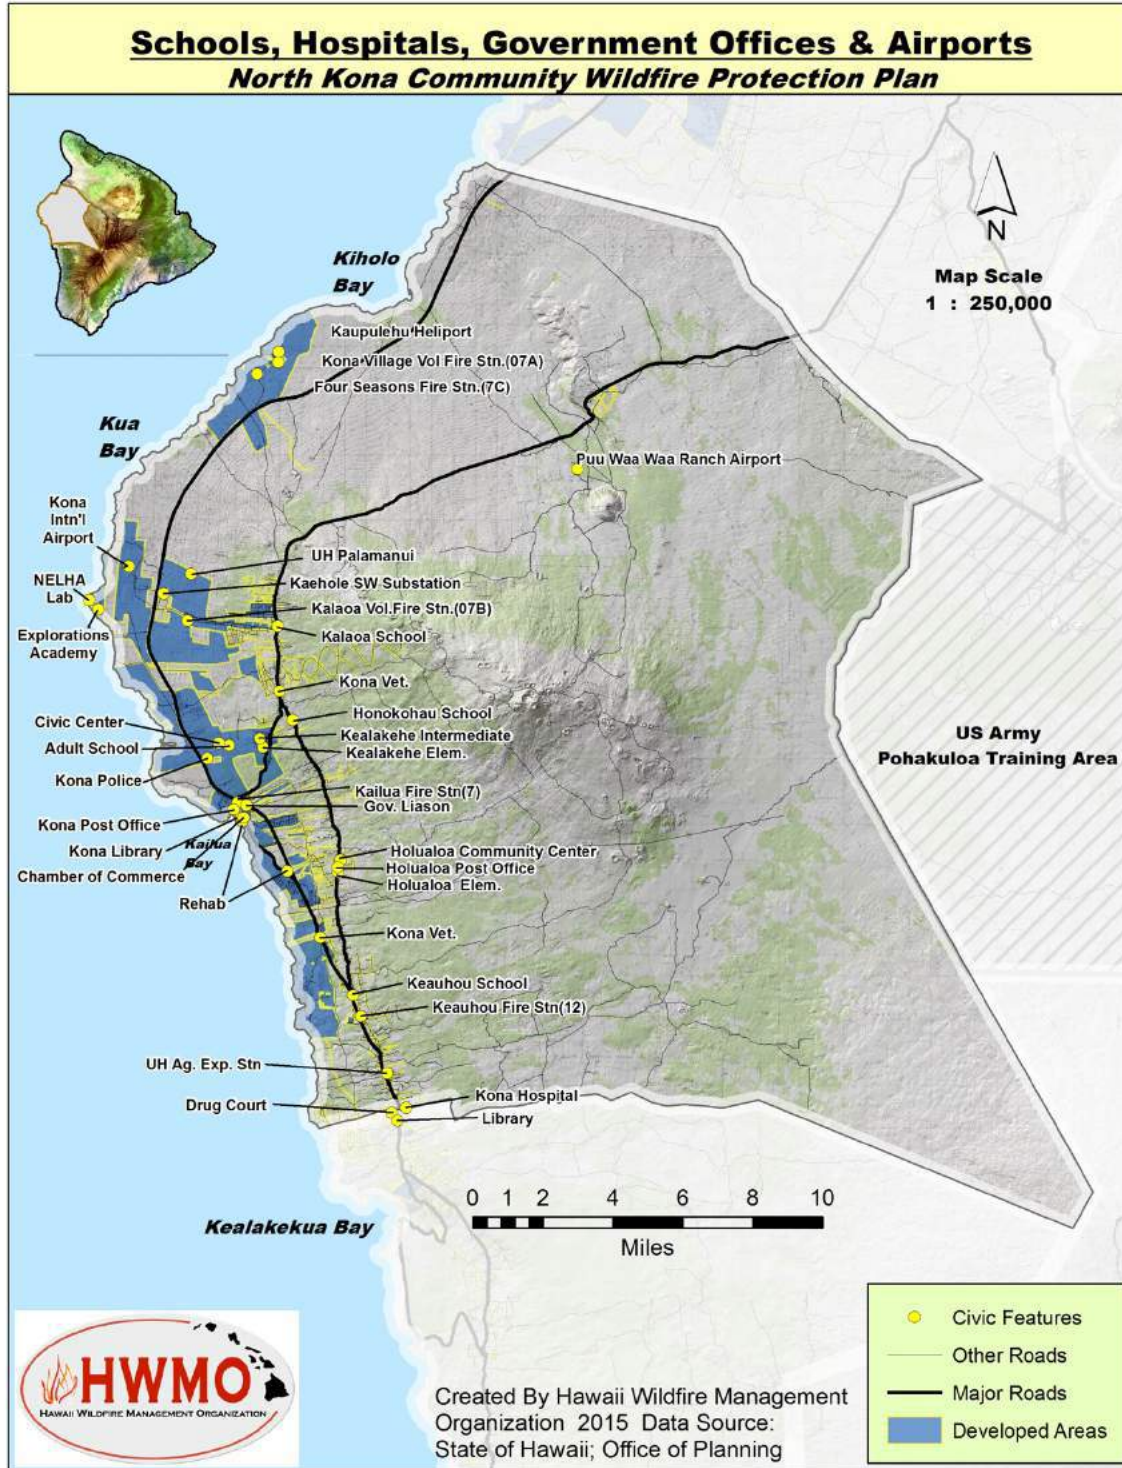 Schools, Hospitals, Government Offices & Airports
North Kona Community Wildfire Protection Plan
N
Map Scale
1 : 250,000
Kiholo
Bay
Kaupulehu Heliport
Kona Village Vol Fire Stn.(07A)
Four Seasons Fire Stn.(7C)
Kua
Bay
Puu Waa Waa Ranch Airport
Kona
Intn'l
Airport
UH Palamanui
NELHA
Lab
Kaehole SW Substation
Kalaoa Vol.Fire Stn.(07B)
Explorations
Academy
Kalaoa School
Kona Vet.
Civic Center
Honokohau School
Adult School
Kealakehe Intermediate
Kealakehe Elem.
Kona Police
US Army
Pohakuloa Training Area
Kailua Fire Stn(7)
Gov. Liason
Kona Post Office
Kona Library
Kailua
Bay
Chamber of Commerce
Holualoa Community Center
Holualoa Post Office
Holualoa Elem.
Rehab
Kona Vet.
Keauhou School
Keauhou Fire Stn(12)
UH Ag. Exp. Stn
Kona Hospital
Drug Court
Library
Kealakekua Bay
0 1 2 4 6 8 10
Miles
HWMO
HAWAII WILDFIRE MANAGEMENT ORGANIZATION
Created By Hawaii Wildfire Management
Organization 2015 Data Source:
State of Hawaii; Office of Planning
Civic Features
Other Roads
Major Roads
Developed Areas